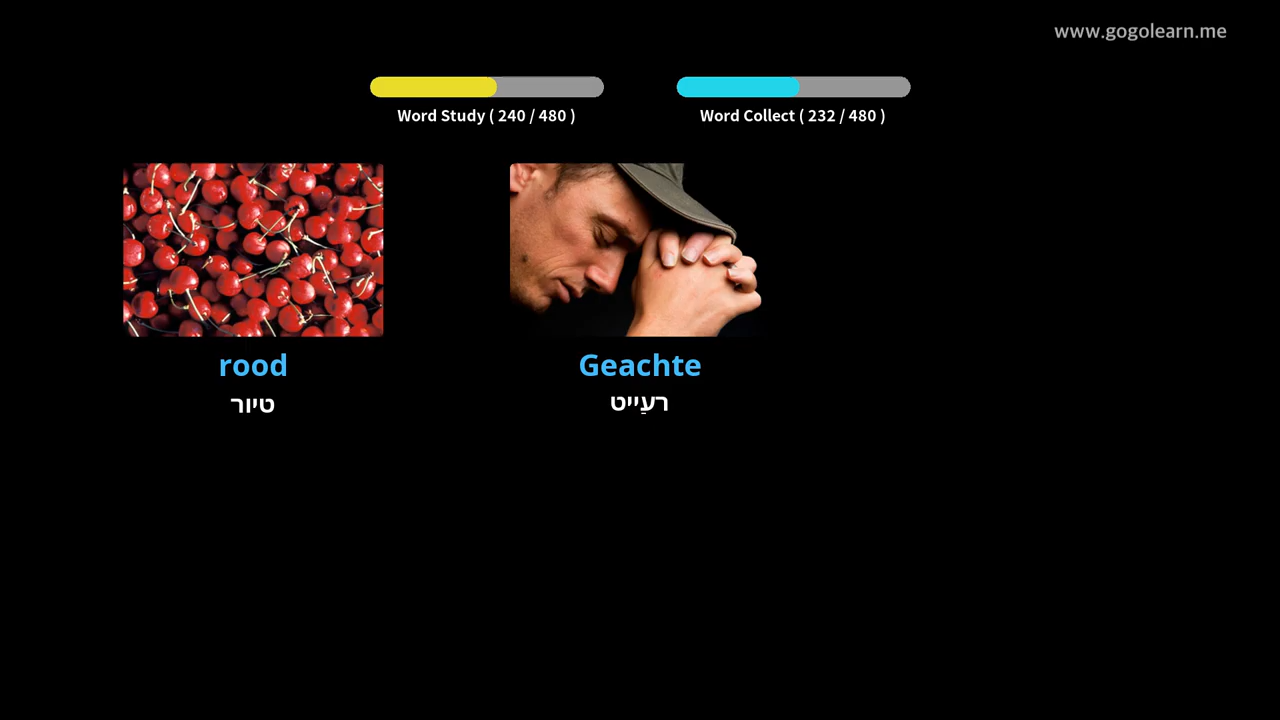 www.gogolearn.me
Word Study ( 240 / 480 )
Word Collect ( 232 / 480 )
rood
טיור
Geachte
רעַייט